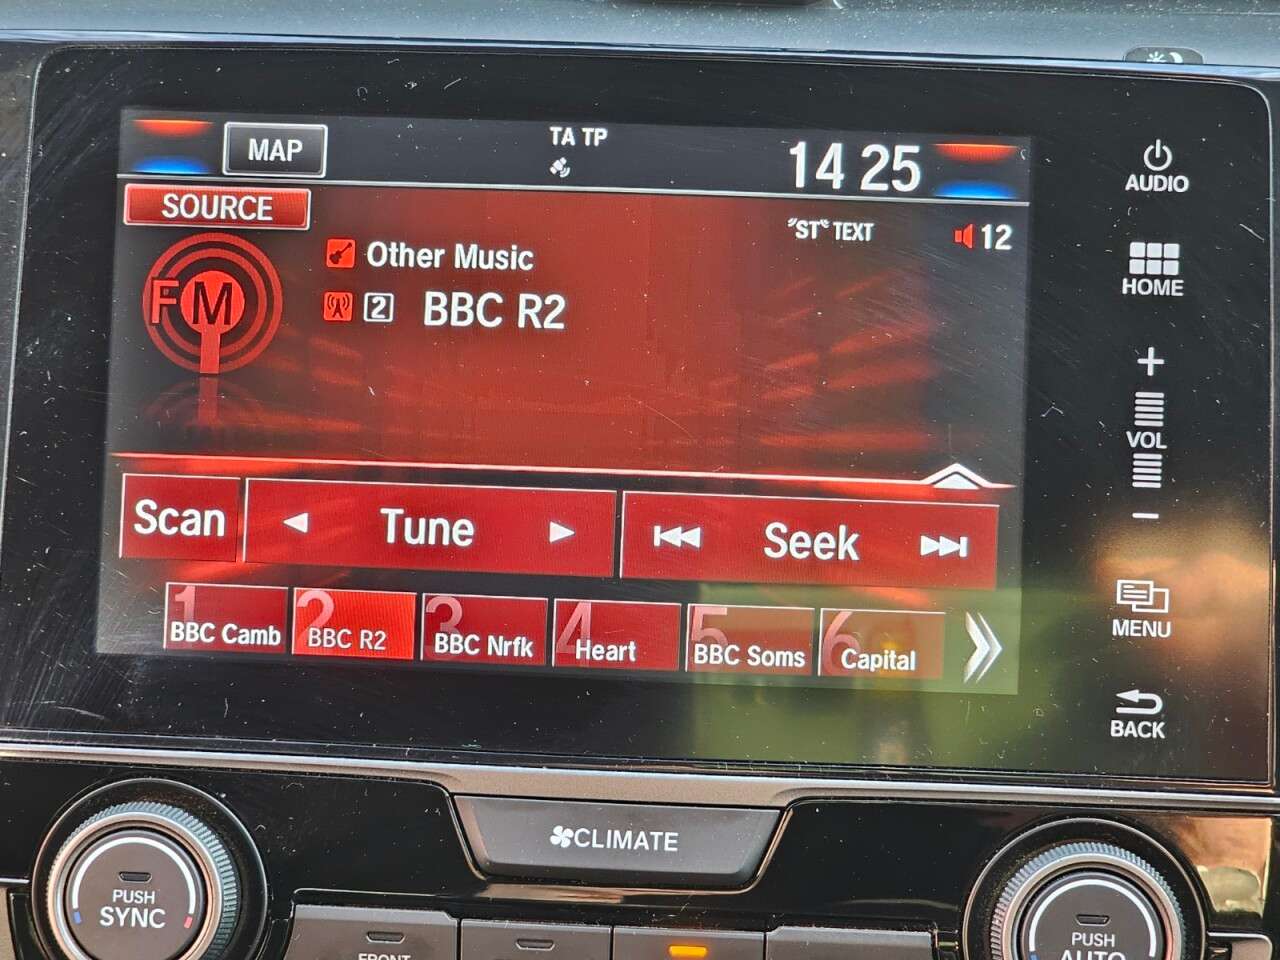 TA TP
MAP
14 25
AUDIO
SOURCE
"ST" TEXT
12
Other Music
FM
2 BBC R2
HOME
+
VOL
-
Scan
Tune
Seek
1 BBC Camb
2 BBC R2
3 BBC Nrfk
4 Heart
5 BBC Soms
6 Capital
MENU
BACK
CLIMATE
PUSH
SYNC
PUSH
AUTO
FRONT